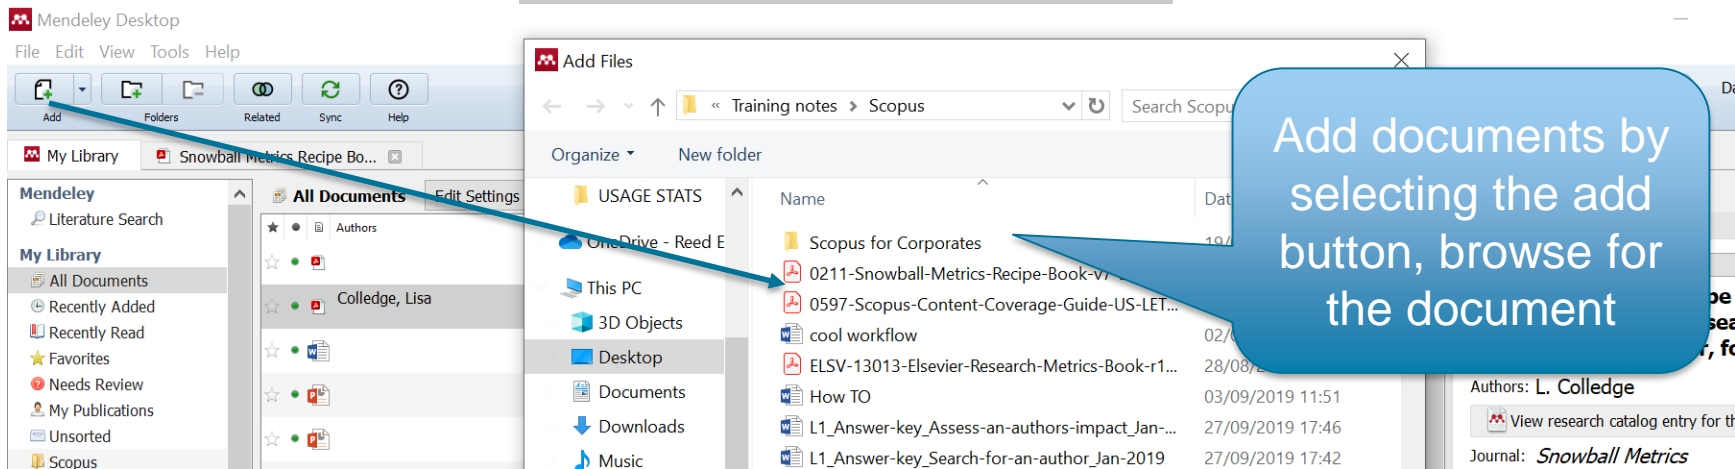 Mendeley Desktop
File Edit View Tools Help
Add
Folders
Related
Sync
Help
My Library
Snowball Metrics Recipe Bo...
Mendeley
Literature Search
My Library
All Documents
Recently Added
Recently Read
Favorites
Needs Review
My Publications
Unsorted
Scopus
All Documents
Edit Settings
Authors
Colledge, Lisa
Add Files
« Training notes > Scopus
Search Scopu
Organize
New folder
USAGE STATS
OneDrive - Reed E
This PC
3D Objects
Desktop
Documents
Downloads
Music
Name
Dat
Scopus for Corporates
19/
0211-Snowball-Metrics-Recipe-Book-v7-
0597-Scopus-Content-Coverage-Guide-US-LET...
cool workflow
02/
ELSV-13013-Elsevier-Research-Metrics-Book-r1...
28/08/
How TO
03/09/2019 11:51
L1_Answer-key_Assess-an-authors-impact_Jan-...
27/09/2019 17:46
L1_Answer-key_Search-for-an-author_Jan-2019
27/09/2019 17:42
Add documents by
selecting the add
button, browse for
the document
Authors: L. Colledge
View research catalog entry for th
Journal: Snowball Metrics